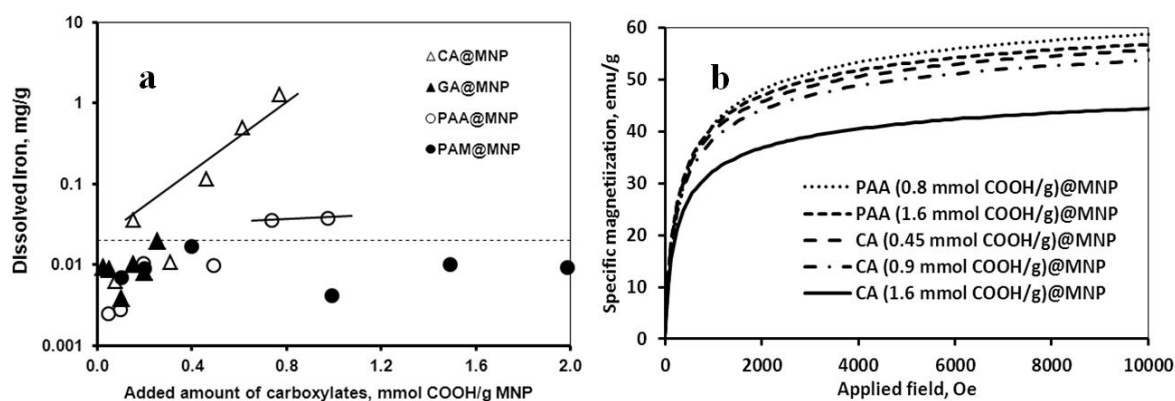 a
Dissolved Iron, mg/g
10
1
0.1
0.01
0.001
0.0 0.4 0.8 1.2 1.6 2.0
Added amount of carboxylates, mmol COOH/g MNP
CA@MNP
GA@MNP
PAA@MNP
PAM@MNP
b
Specific magnetiization, emu/g
60
50
40
30
20
10
0
0 2000 4000 6000 8000 10000
Applied field, Oe
PAA (0.8 mmol COOH/g)@MNP
PAA (1.6 mmol COOH/g)@MNP
CA (0.45 mmol COOH/g)@MNP
CA (0.9 mmol COOH/g)@MNP
CA (1.6 mmol COOH/g)@MNP